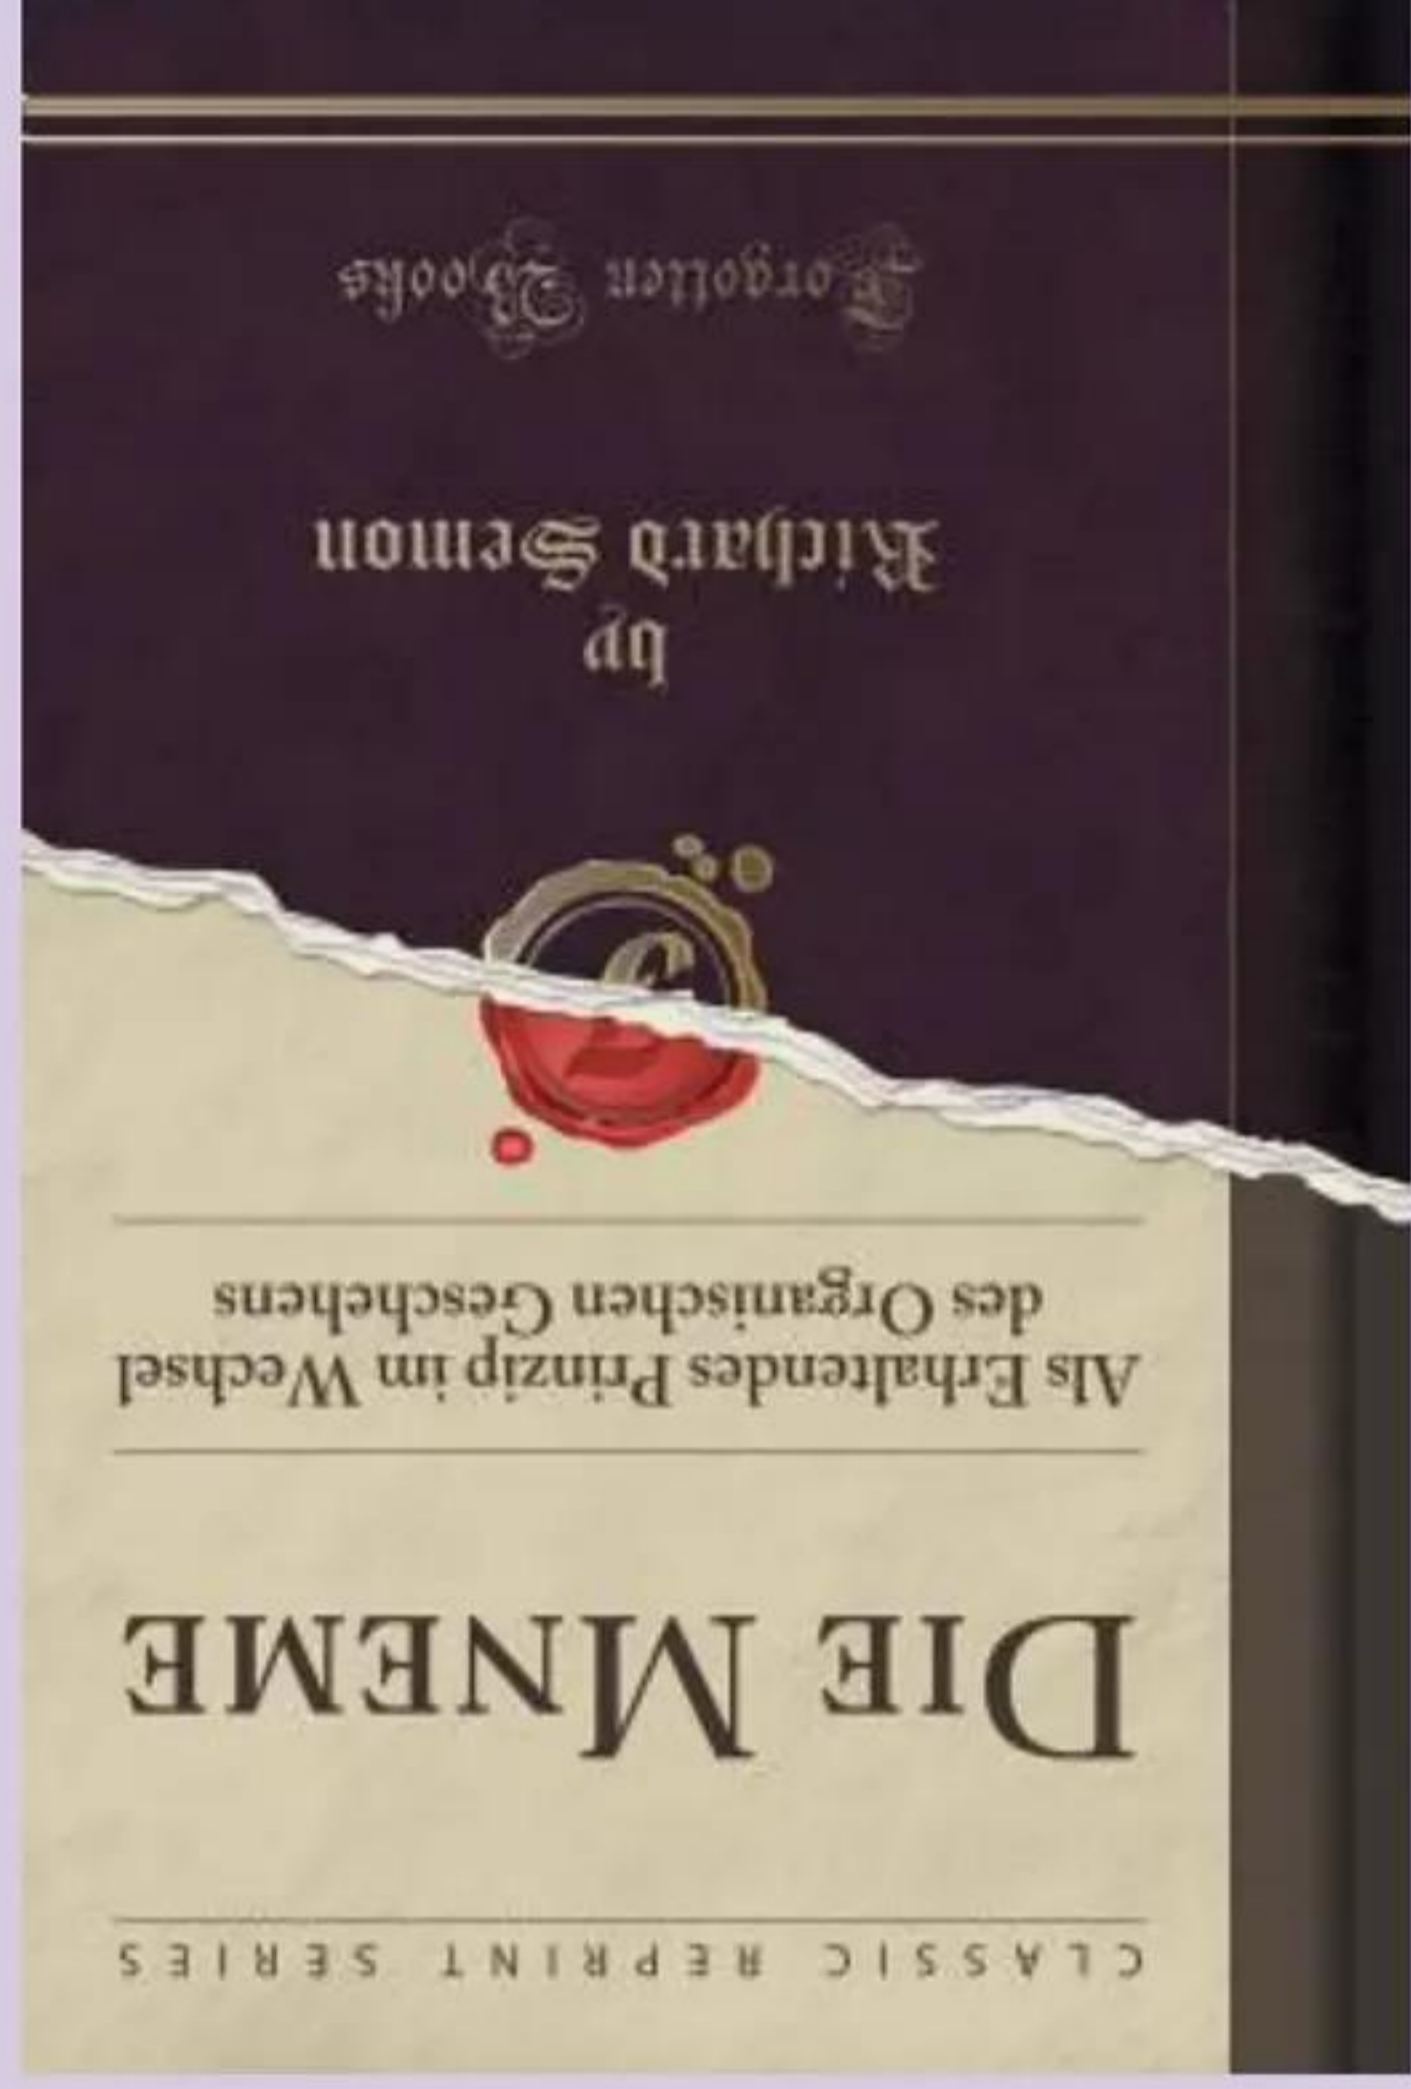 CLASSIC REPRINT SERIES
DIE MNEME
Als Erhaltendes Prinzip im Wechsel
des Organischen Geschehens
by
Richard Semon
Forgotten Books